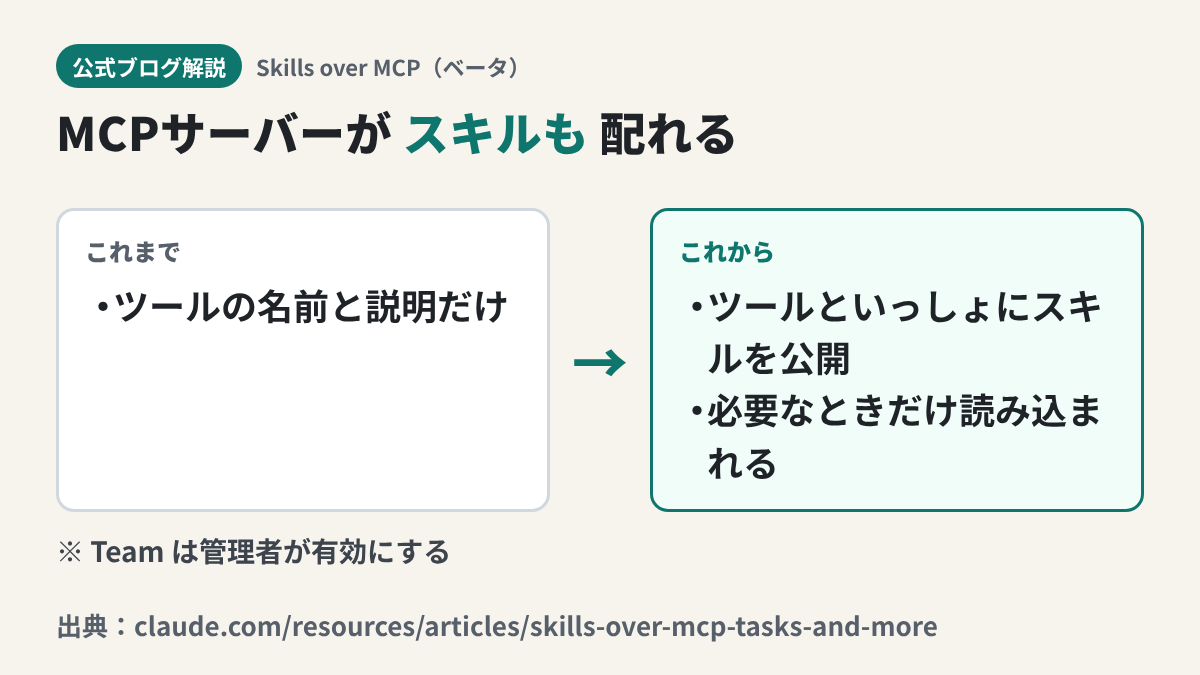 公式ブログ解説 Skills over MCP（ベータ）
MCPサーバーが スキルも 配れる
これまで
・ツールの名前と説明だけ
→
これから
・ツールといっしょにスキ
ルを公開
・必要なときだけ読み込ま
れる
※ Team は管理者が有効にする
出典：claude.com/resources/articles/skills-over-mcp-tasks-and-more